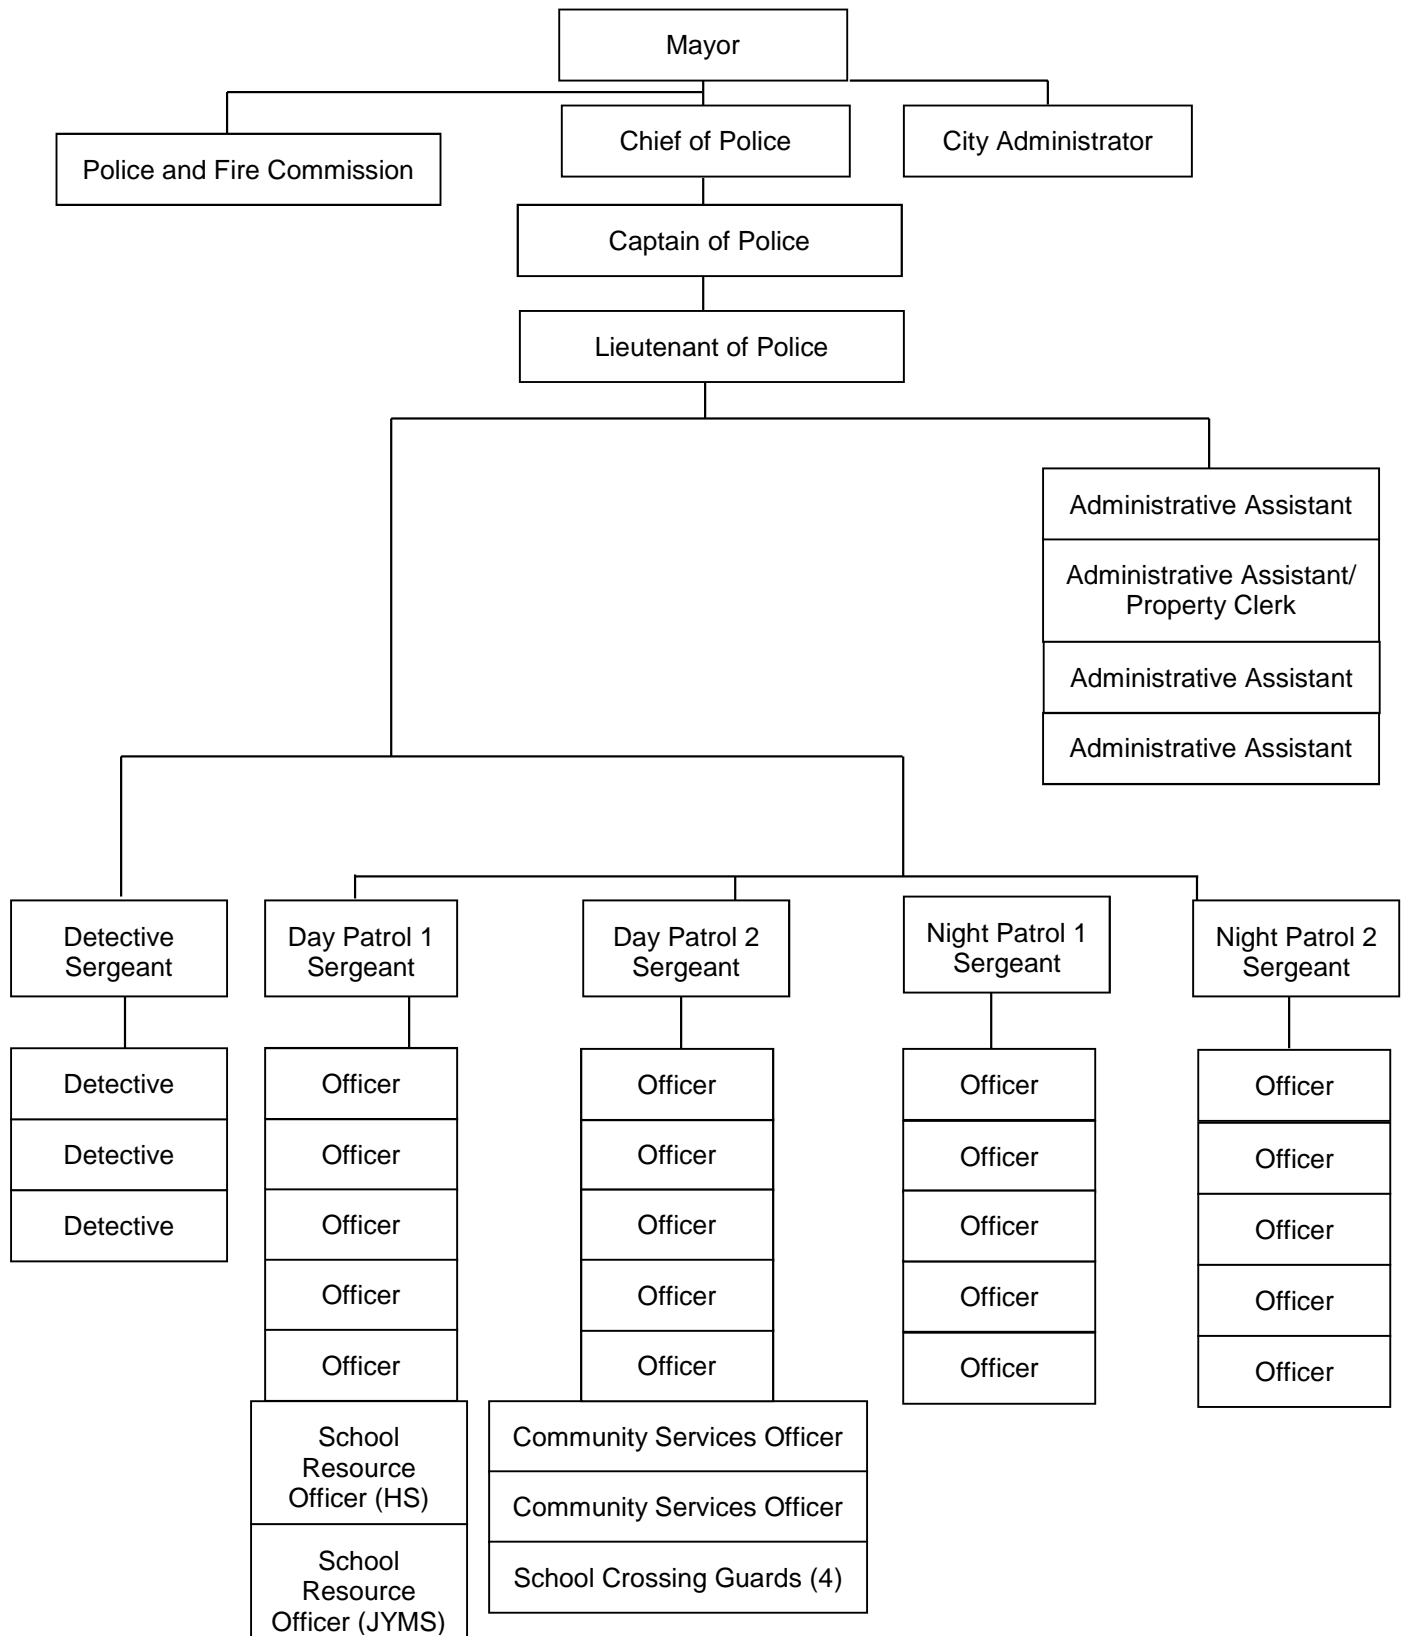 Mayor
Police and Fire Commission
Chief of Police
City Administrator
Captain of Police
Lieutenant of Police
Administrative Assistant
Administrative Assistant/
Property Clerk
Administrative Assistant
Administrative Assistant
Detective
Sergeant
Detective
Detective
Detective
Day Patrol 1
Sergeant
Officer
Officer
Officer
Officer
Officer
School
Resource
Officer (HS)
School
Resource
Officer (JYMS)
Day Patrol 2
Sergeant
Officer
Officer
Officer
Officer
Officer
Community Services Officer
Community Services Officer
School Crossing Guards (4)
Night Patrol 1
Sergeant
Officer
Officer
Officer
Officer
Officer
Night Patrol 2
Sergeant
Officer
Officer
Officer
Officer
Officer